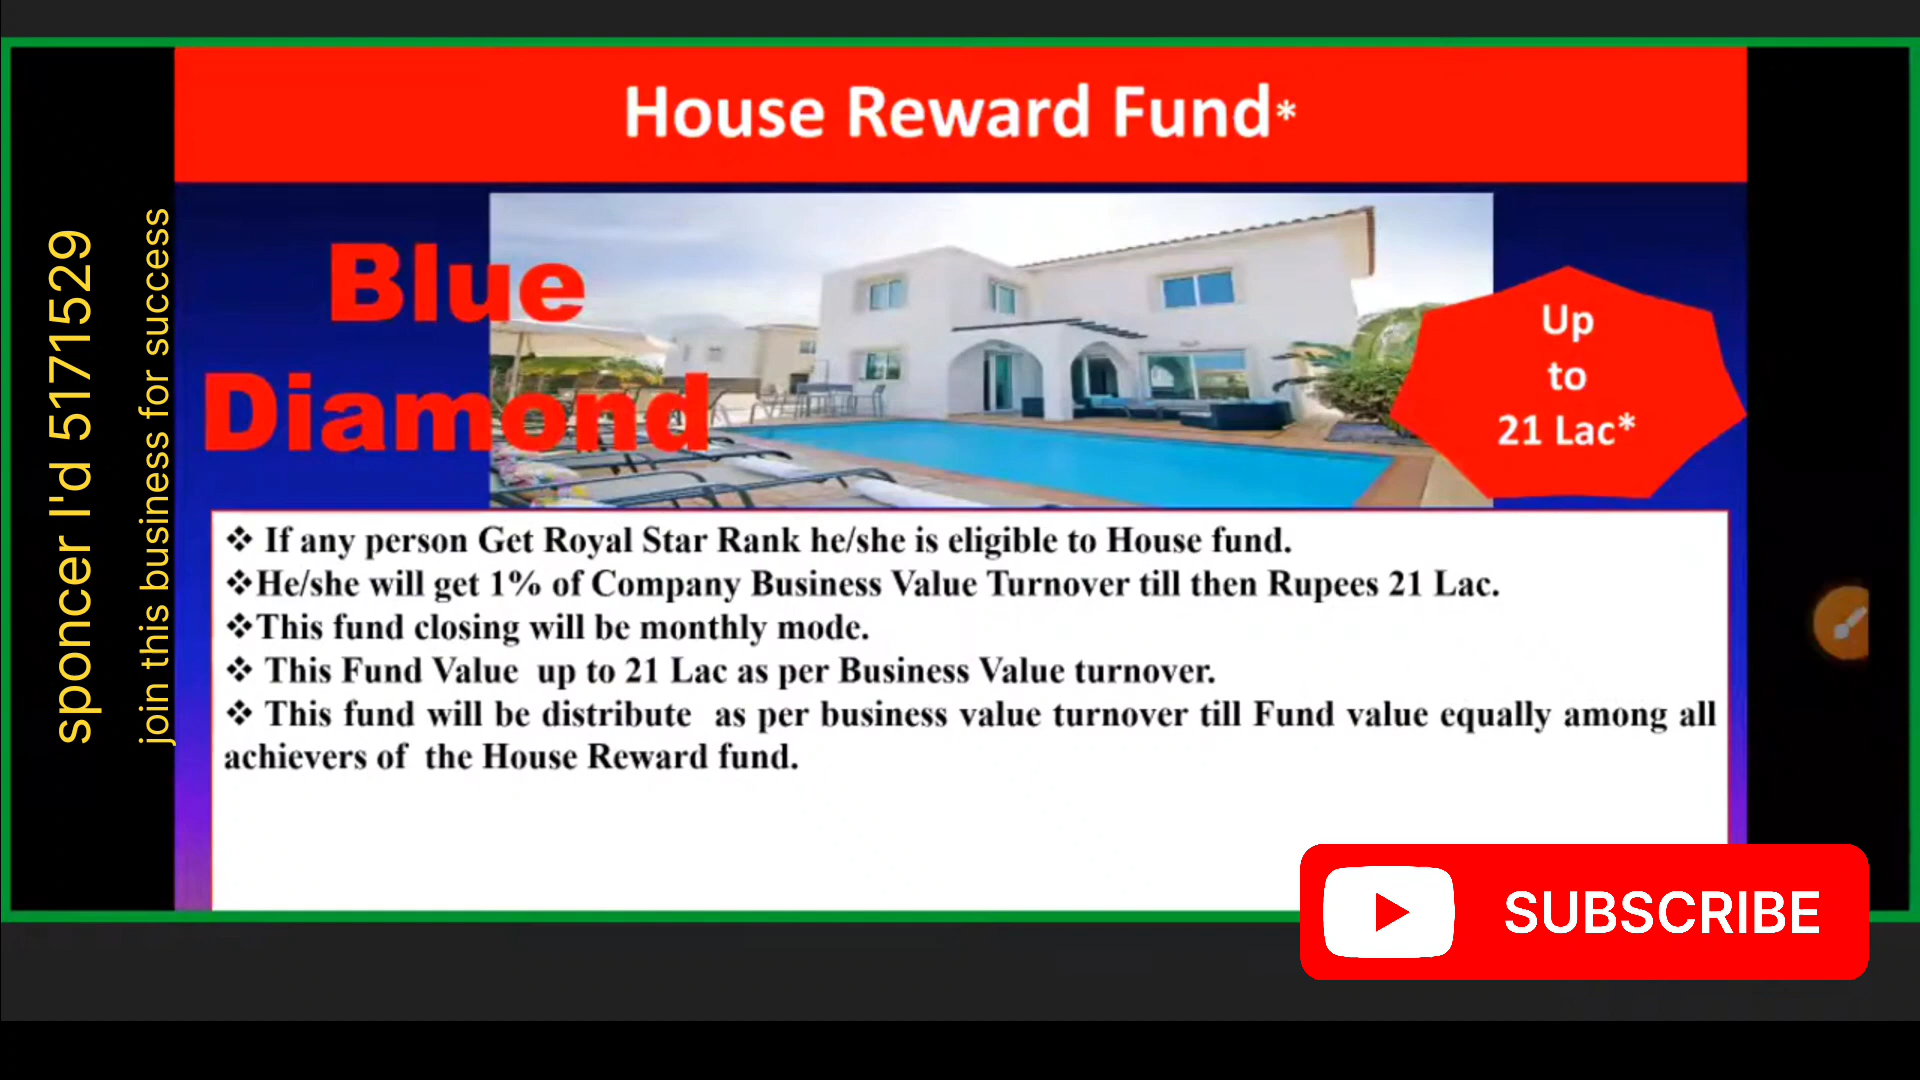 House Reward Fund*
sponcer I'd 5171529
join this business for success
Blue
Diamond
Up
to
21 Lac*
❖ If any person Get Royal Star Rank he/she is eligible to House fund.
❖He/she will get 1% of Company Business Value Turnover till then Rupees 21 Lac.
❖This fund closing will be monthly mode.
❖ This Fund Value up to 21 Lac as per Business Value turnover.
❖ This fund will be distribute as per business value turnover till Fund value equally among all
achievers of the House Reward fund.
SUBSCRIBE